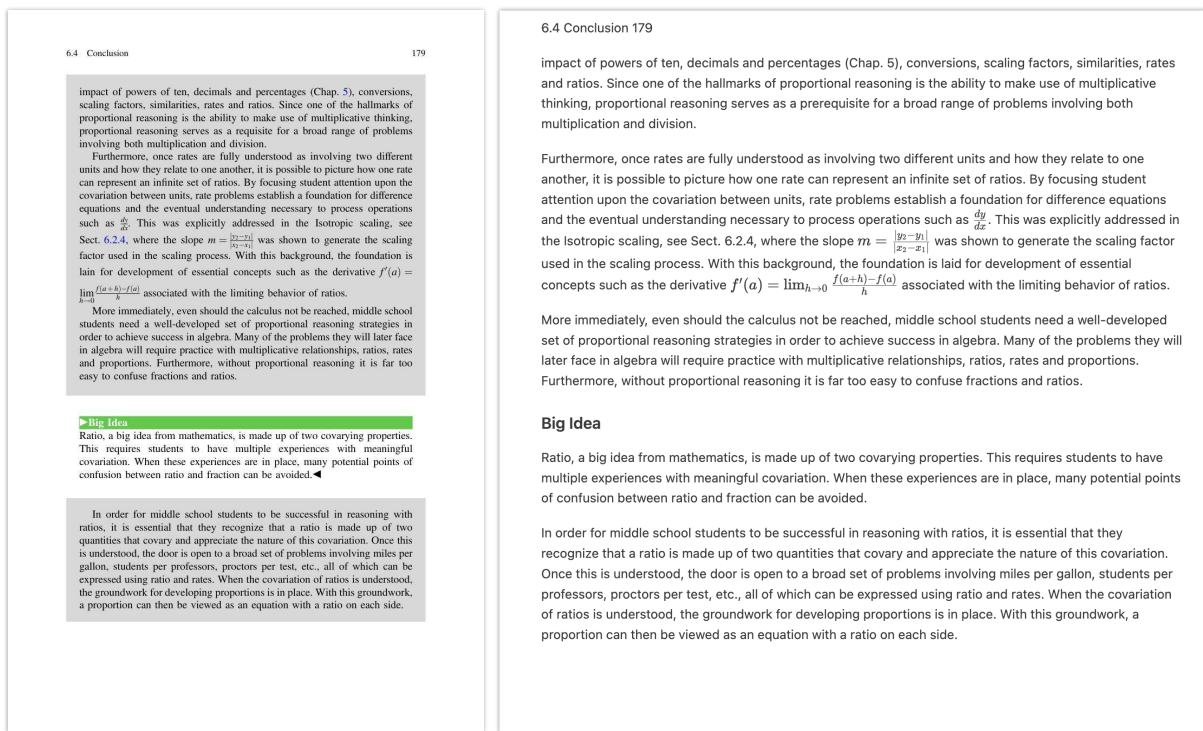 6.4 Conclusion 179
impact of powers of ten, decimals and percentages (Chap. 5), conversions,
scaling factors, similarities, rates and ratios. Since one of the hallmarks of
proportional reasoning is the ability to make use of multiplicative thinking,
proportional reasoning serves as a requisite for a broad range of problems
involving both multiplication and division.
Furthermore, once rates are fully understood as involving two different
units and how they relate to one another, it is possible to picture how one rate
can represent an infinite set of ratios. By focusing student attention upon the
covariation between units, rate problems establish a foundation for difference
equations and the eventual understanding necessary to process operations
such as dy/dx. This was explicitly addressed in the Isotropic scaling, see
Sect. 6.2.4, where the slope m = |y₂−y₁|/|x₂−x₁| was shown to generate the scaling
factor used in the scaling process. With this background, the foundation is
lain for development of essential concepts such as the derivative f′(a) =
lim h→0 f(a+h)−f(a)/h associated with the limiting behavior of ratios.
More immediately, even should the calculus not be reached, middle school
students need a well-developed set of proportional reasoning strategies in
order to achieve success in algebra. Many of the problems they will later face
in algebra will require practice with multiplicative relationships, ratios, rates
and proportions. Furthermore, without proportional reasoning it is far too
easy to confuse fractions and ratios.
▶Big Idea
Ratio, a big idea from mathematics, is made up of two covarying properties.
This requires students to have multiple experiences with meaningful
covariation. When these experiences are in place, many potential points of
confusion between ratio and fraction can be avoided.◀
In order for middle school students to be successful in reasoning with
ratios, it is essential that they recognize that a ratio is made up of two
quantities that covary and appreciate the nature of this covariation. Once this
is understood, the door is open to a broad set of problems involving miles per
gallon, students per professors, proctors per test, etc., all of which can be
expressed using ratio and rates. When the covariation of ratios is understood,
the groundwork for developing proportions is in place. With this groundwork,
a proportion can then be viewed as an equation with a ratio on each side.
6.4 Conclusion 179
impact of powers of ten, decimals and percentages (Chap. 5), conversions, scaling factors, similarities, rates
and ratios. Since one of the hallmarks of proportional reasoning is the ability to make use of multiplicative
thinking, proportional reasoning serves as a prerequisite for a broad range of problems involving both
multiplication and division.
Furthermore, once rates are fully understood as involving two different units and how they relate to one
another, it is possible to picture how one rate can represent an infinite set of ratios. By focusing student
attention upon the covariation between units, rate problems establish a foundation for difference equations
and the eventual understanding necessary to process operations such as dy/dx. This was explicitly addressed in
the Isotropic scaling, see Sect. 6.2.4, where the slope m = |y₂−y₁|/|x₂−x₁| was shown to generate the scaling factor
used in the scaling process. With this background, the foundation is laid for development of essential
concepts such as the derivative f′(a) = limₕ→₀ f(a+h)−f(a)/h associated with the limiting behavior of ratios.
More immediately, even should the calculus not be reached, middle school students need a well-developed
set of proportional reasoning strategies in order to achieve success in algebra. Many of the problems they will
later face in algebra will require practice with multiplicative relationships, ratios, rates and proportions.
Furthermore, without proportional reasoning it is far too easy to confuse fractions and ratios.
Big Idea
Ratio, a big idea from mathematics, is made up of two covarying properties. This requires students to have
multiple experiences with meaningful covariation. When these experiences are in place, many potential points
of confusion between ratio and fraction can be avoided.
In order for middle school students to be successful in reasoning with ratios, it is essential that they
recognize that a ratio is made up of two quantities that covary and appreciate the nature of this covariation.
Once this is understood, the door is open to a broad set of problems involving miles per gallon, students per
professors, proctors per test, etc., all of which can be expressed using ratio and rates. When the covariation
of ratios is understood, the groundwork for developing proportions is in place. With this groundwork, a
proportion can then be viewed as an equation with a ratio on each side.